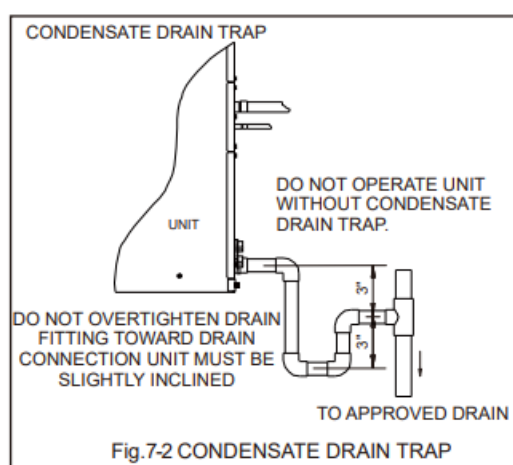 CONDENSATE DRAIN TRAP
DO NOT OPERATE UNIT
WITHOUT CONDENSATE
DRAIN TRAP.
UNIT
3"
3"
DO NOT OVERTIGHTEN DRAIN
FITTING TOWARD DRAIN
CONNECTION UNIT MUST BE
SLIGHTLY INCLINED
TO APPROVED DRAIN
Fig.7-2 CONDENSATE DRAIN TRAP